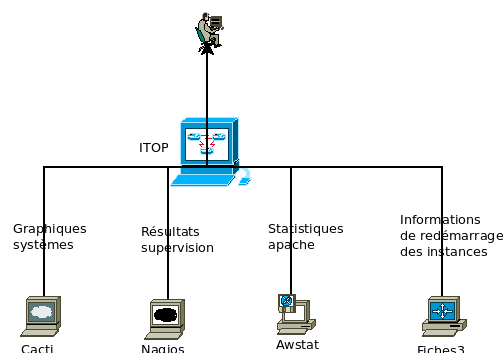 ITOP
Graphiques
systèmes
Résultats
supervision
Statistiques
apache
Informations
de redémarrage
des instances
Cacti
Nagios
Awstat
Fiches3